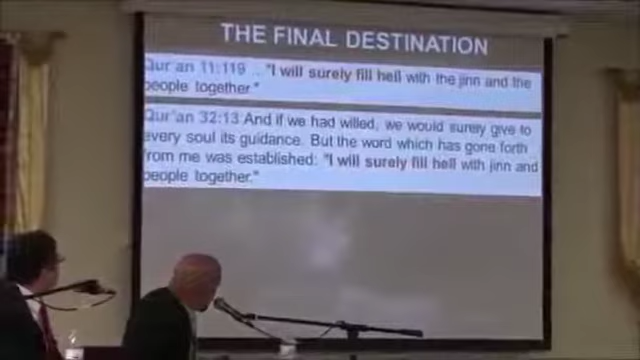 THE FINAL DESTINATION
Qur'an 11:119 ... "I will surely fill hell with the jinn and the
people together."
Qur'an 32:13 And if we had willed, we would surely give to
every soul its guidance. But the word which has gone forth
from me was established: "I will surely fill hell with jinn and
people together."